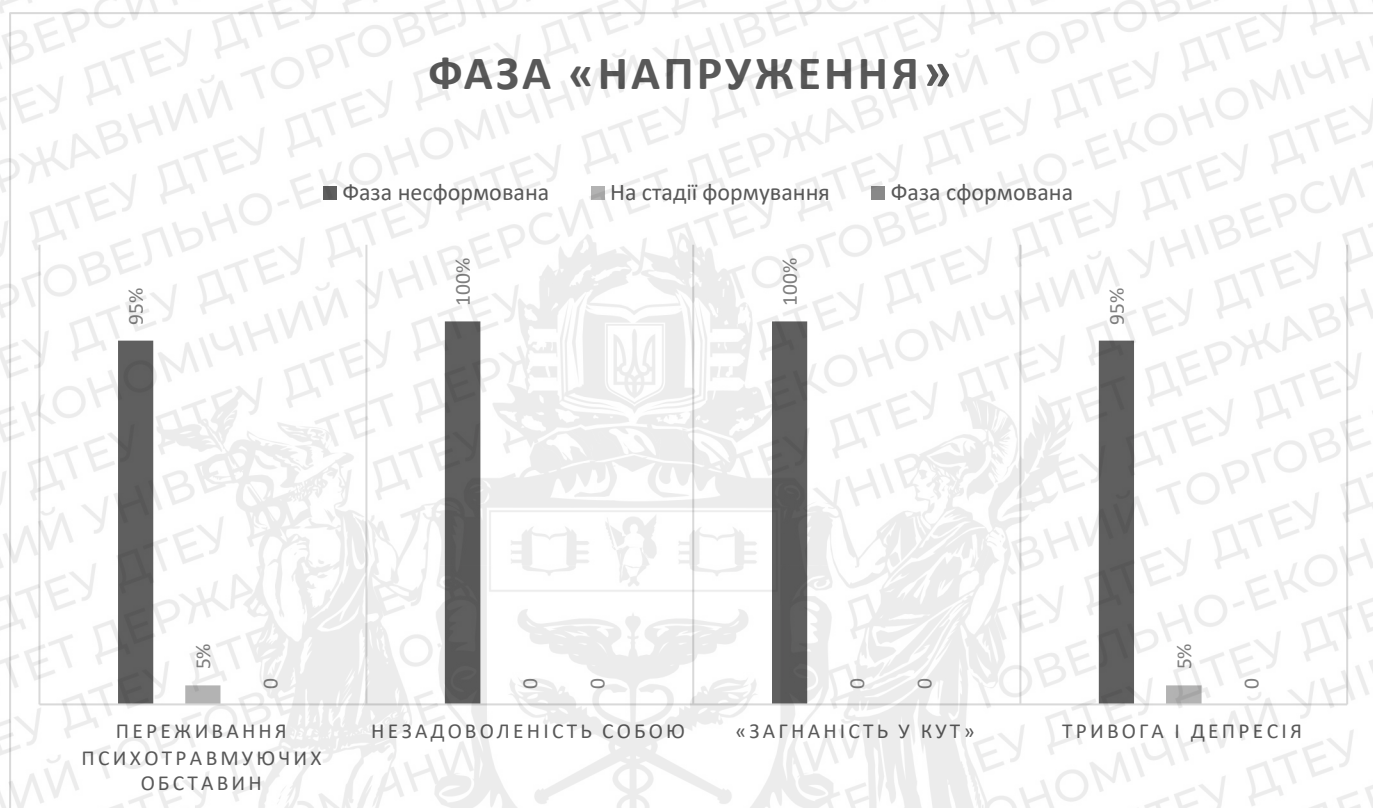 ФАЗА «НАПРУЖЕННЯ»
Фаза несформована На стадії формування Фаза сформована
95% 5% 0 100% 0 0 100% 0 0 95% 5% 0
ПЕРЕЖИВАННЯ НЕЗАДОВОЛЕНІСТЬ СОБОЮ «ЗАГНАНІСТЬ У КУТ» ТРИВОГА І ДЕПРЕСІЯ
ПСИХОТРАВМУЮЧИХ
ОБСТАВИН